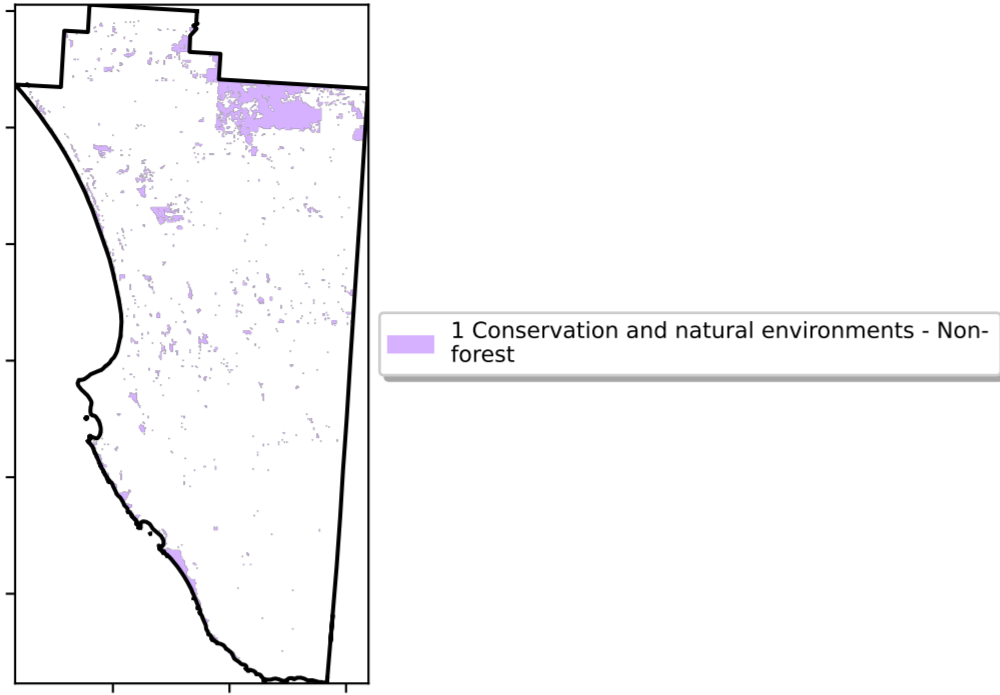 1 Conservation and natural environments - Non-
forest